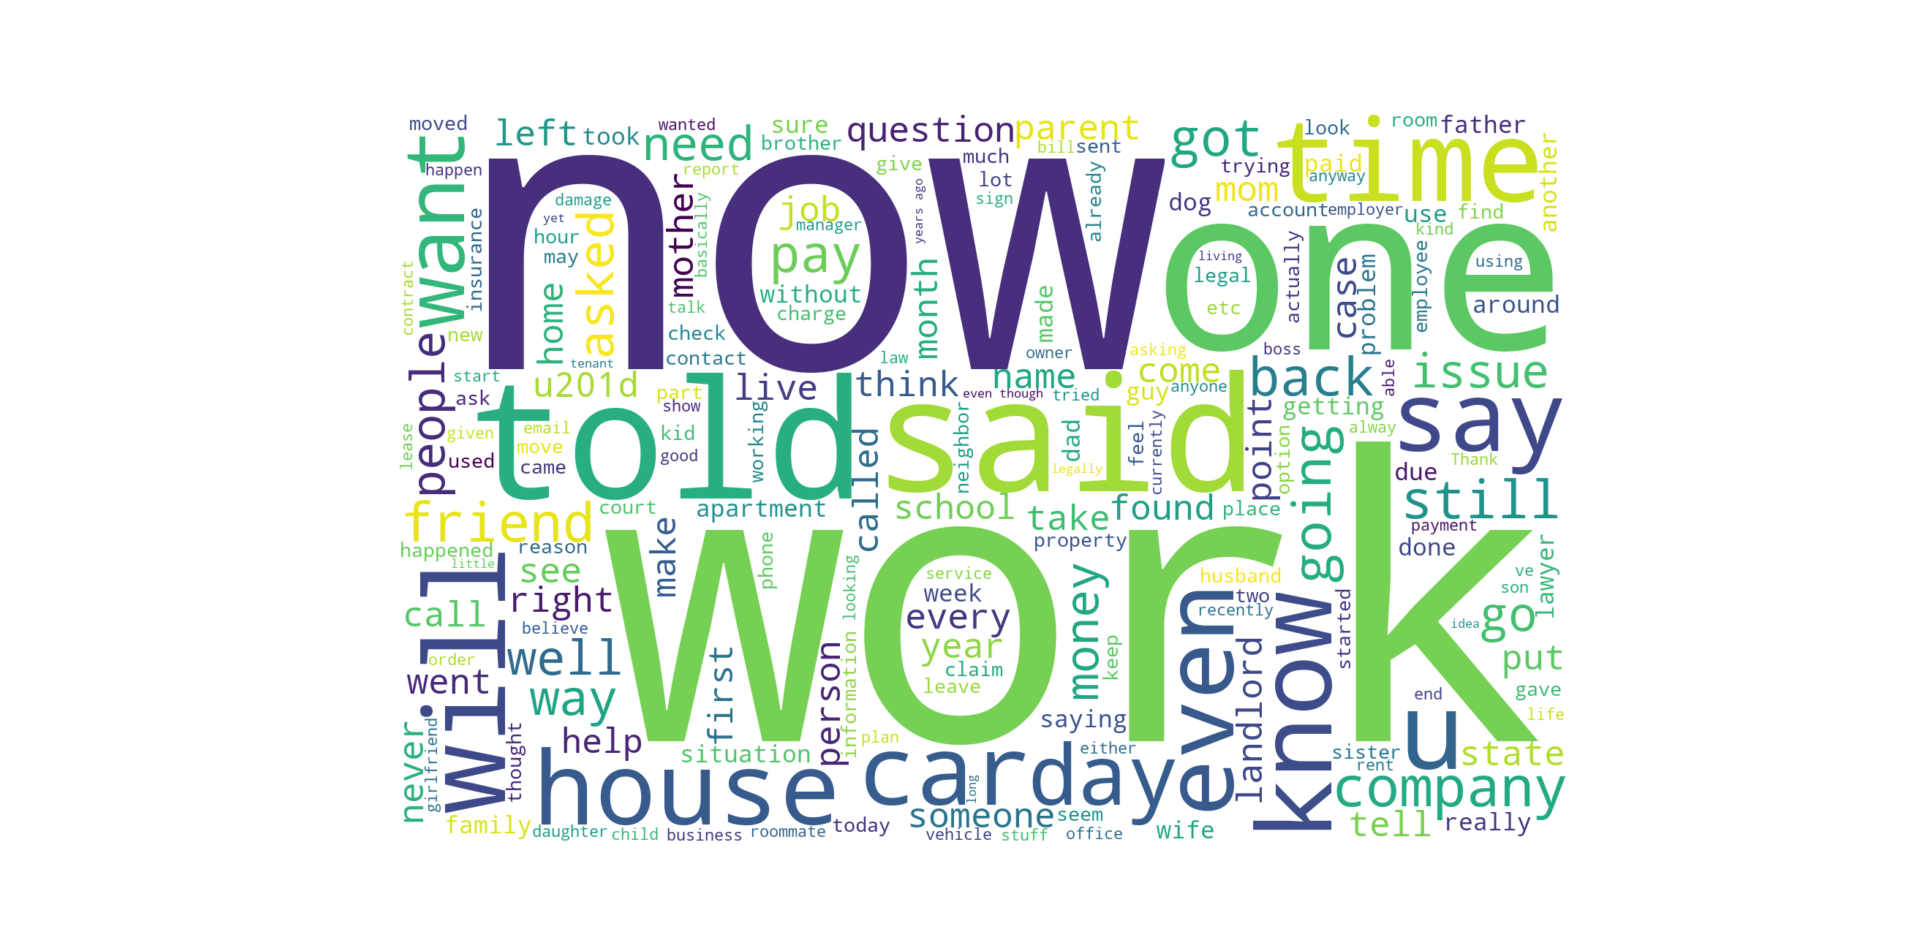 moved
left
took
wanted
sure
brother
question
parent
bill
sent
got
look
room
father
happen
want
need
report
mother
give
much
lot
sign
already
trying
paid
anyway
mom
time
another
now
damage
yet
hour
may
asked
basically
job
manager
pay
without
charge
years ago
month
made
dog
account
employer
use
find
kind
one
living
legal
etc
actually
case
problem
employee
using
around
contract
insurance
new
home
tenant
talk
check
contact
law
owner
asking
boss
able
people
start
ask
u201d
part
show
live
think
name
even though
tried
come
guy
anyone
back
issue
getting
alway
say
lease
given
used
email
move
came
told
kid
good
working
called
said
neighbor
dad
legally
feel
currently
point
option
going
due
Thank
still
payment
done
friend
court
apartment
school
take
found
place
property
happened
little
reason
see
make
phone
work
looking
information
service
week
every
year
claim
leave
money
keep
husband
two
recently
even
started
know
ve
son
lawyer
idea
go
call
will
right
believe
well
order
went
way
first
person
plan
saying
landlord
put
gave
end
life
never
girlfriend
thought
help
situation
house
car
day
long
either
u
sister
rent
state
company
family
daughter
child
business
roommate
today
someone
seem
vehicle
stuff
office
wife
tell
really